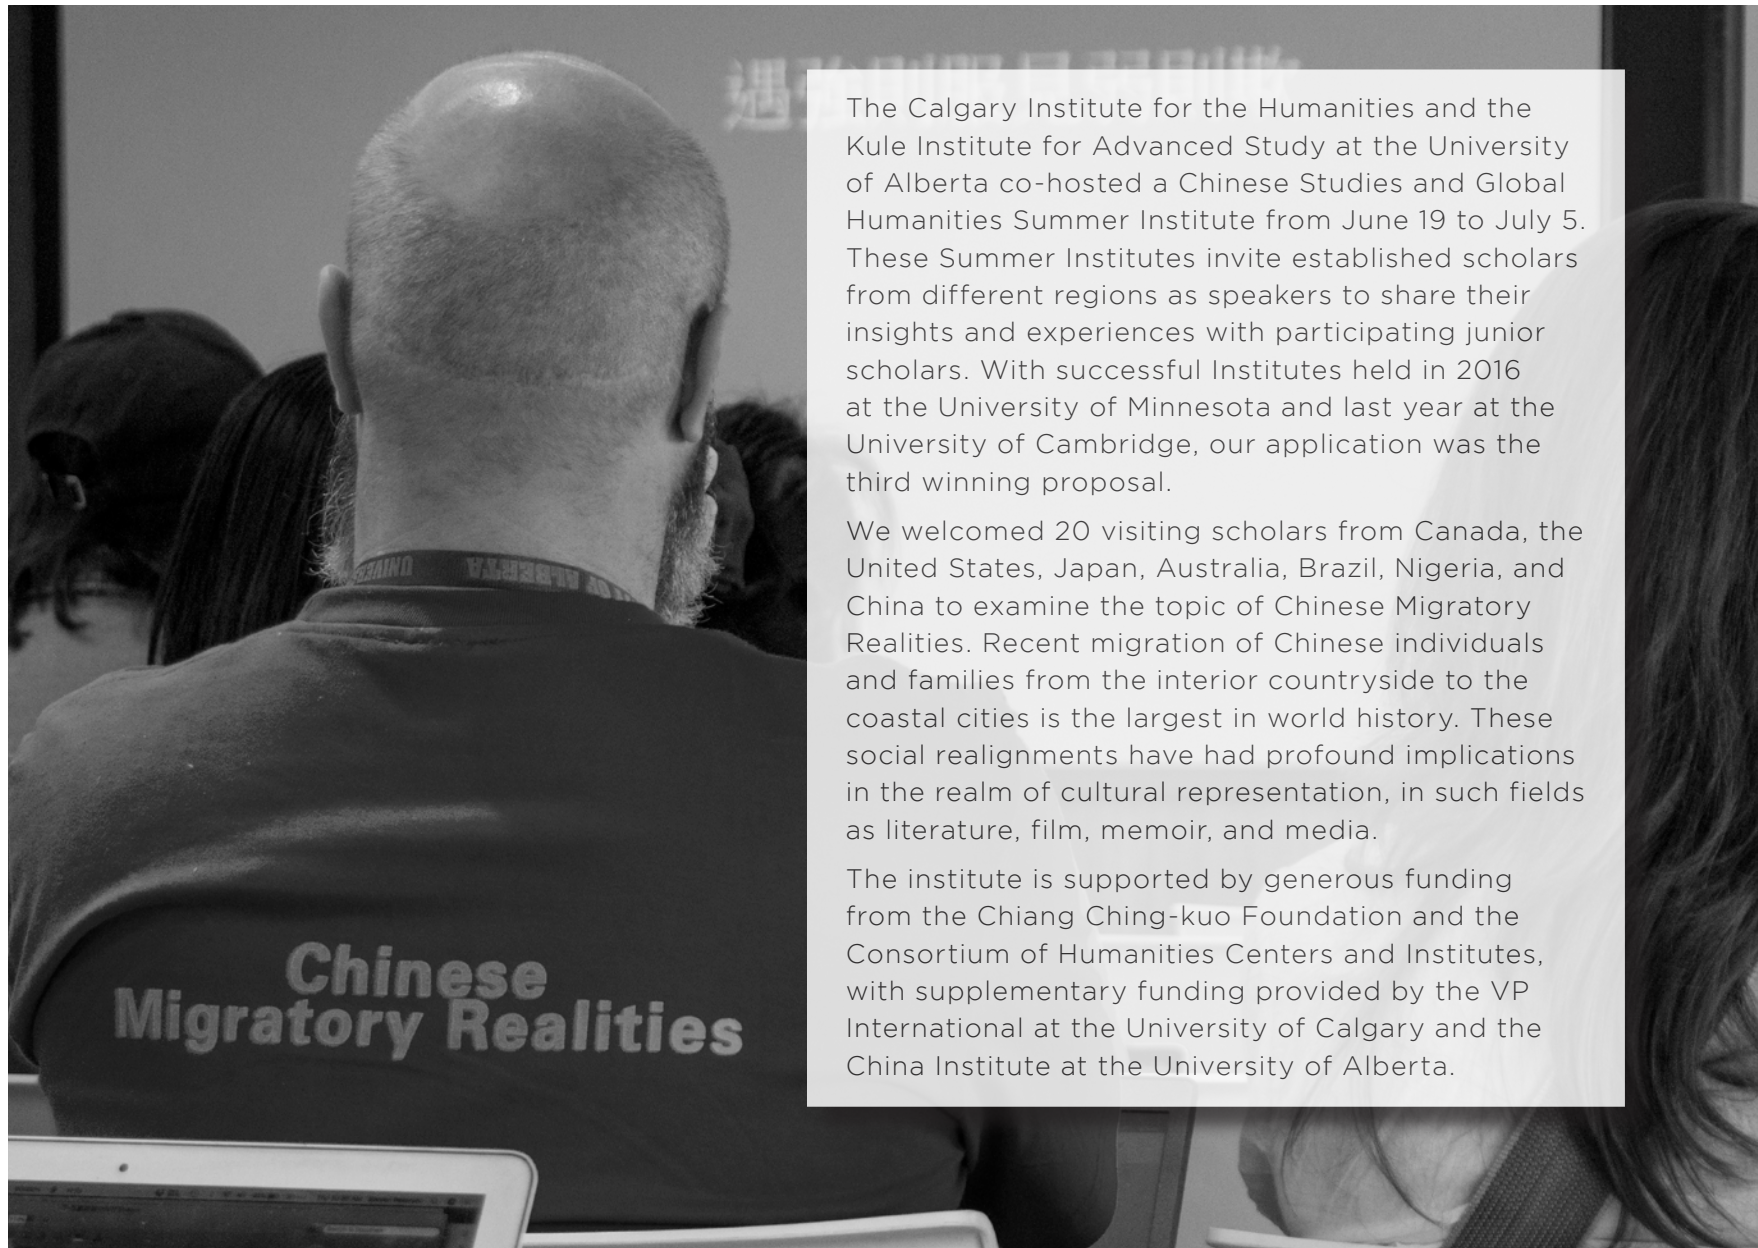 The Calgary Institute for the Humanities and the
Kule Institute for Advanced Study at the University
of Alberta co-hosted a Chinese Studies and Global
Humanities Summer Institute from June 19 to July 5.
These Summer Institutes invite established scholars
from different regions as speakers to share their
insights and experiences with participating junior
scholars. With successful Institutes held in 2016
at the University of Minnesota and last year at the
University of Cambridge, our application was the
third winning proposal.
We welcomed 20 visiting scholars from Canada, the
United States, Japan, Australia, Brazil, Nigeria, and
China to examine the topic of Chinese Migratory
Realities. Recent migration of Chinese individuals
and families from the interior countryside to the
coastal cities is the largest in world history. These
social realignments have had profound implications
in the realm of cultural representation, in such fields
as literature, film, memoir, and media.
The institute is supported by generous funding
from the Chiang Ching-kuo Foundation and the
Consortium of Humanities Centers and Institutes,
with supplementary funding provided by the VP
International at the University of Calgary and the
China Institute at the University of Alberta.
ALBERTA
Chinese
Migratory Realities